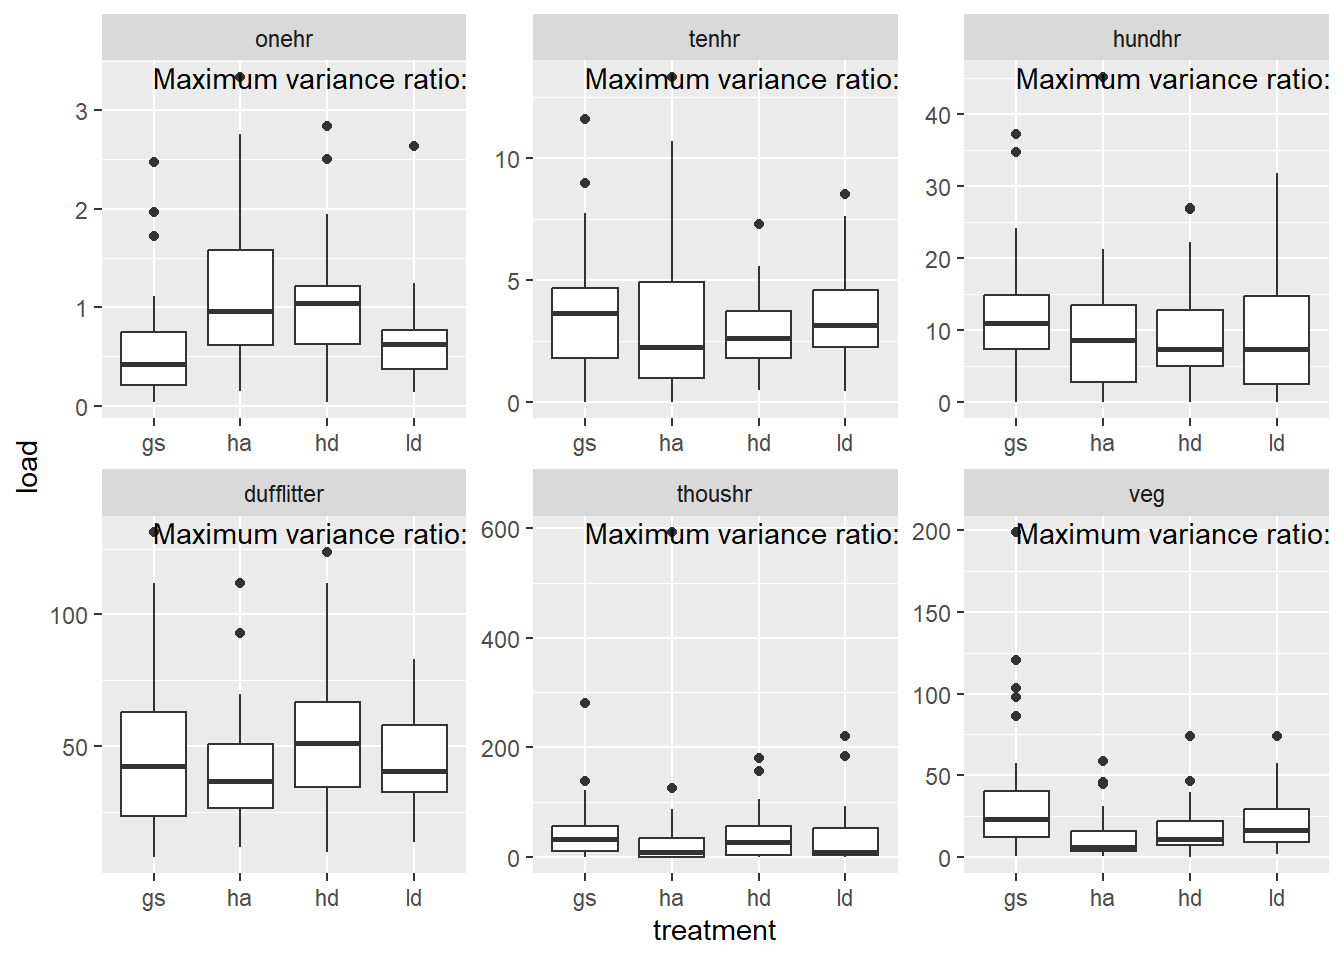 onehr
tenhr
hundhr
Maximum variance ratio:
Maximum variance ratio:
Maximum variance ratio:
3
2
1
0
10
5
0
40
30
20
10
0
gs ha hd ld
gs ha hd ld
gs ha hd ld
load
dufflitter
thoushr
veg
Maximum variance ratio:
Maximum variance ratio:
Maximum variance ratio:
100
50
600
400
200
0
200
150
100
50
0
gs ha hd ld
gs ha hd ld
gs ha hd ld
treatment